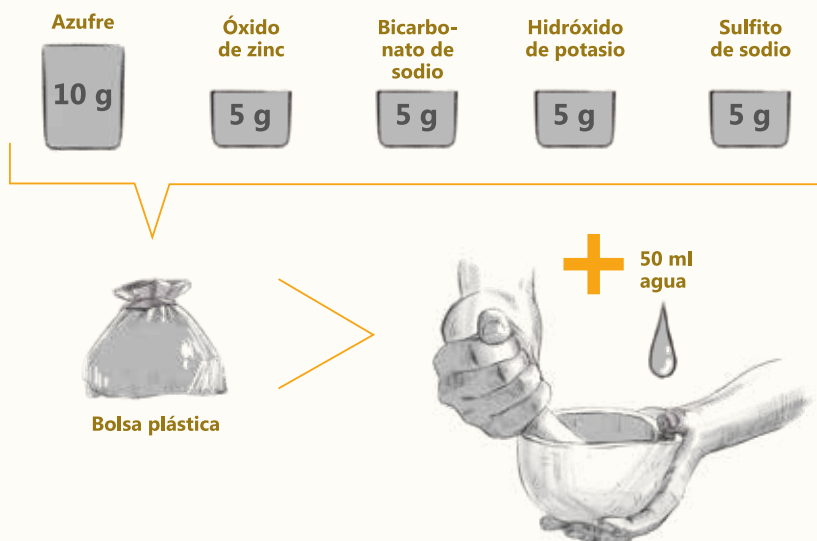 Azufre
10 g
Óxido
de zinc
5 g
Bicarbo-
nato de
sodio
5 g
Hidróxido
de potasio
5 g
Sulfito
de sodio
5 g
Bolsa plástica
50 ml
agua